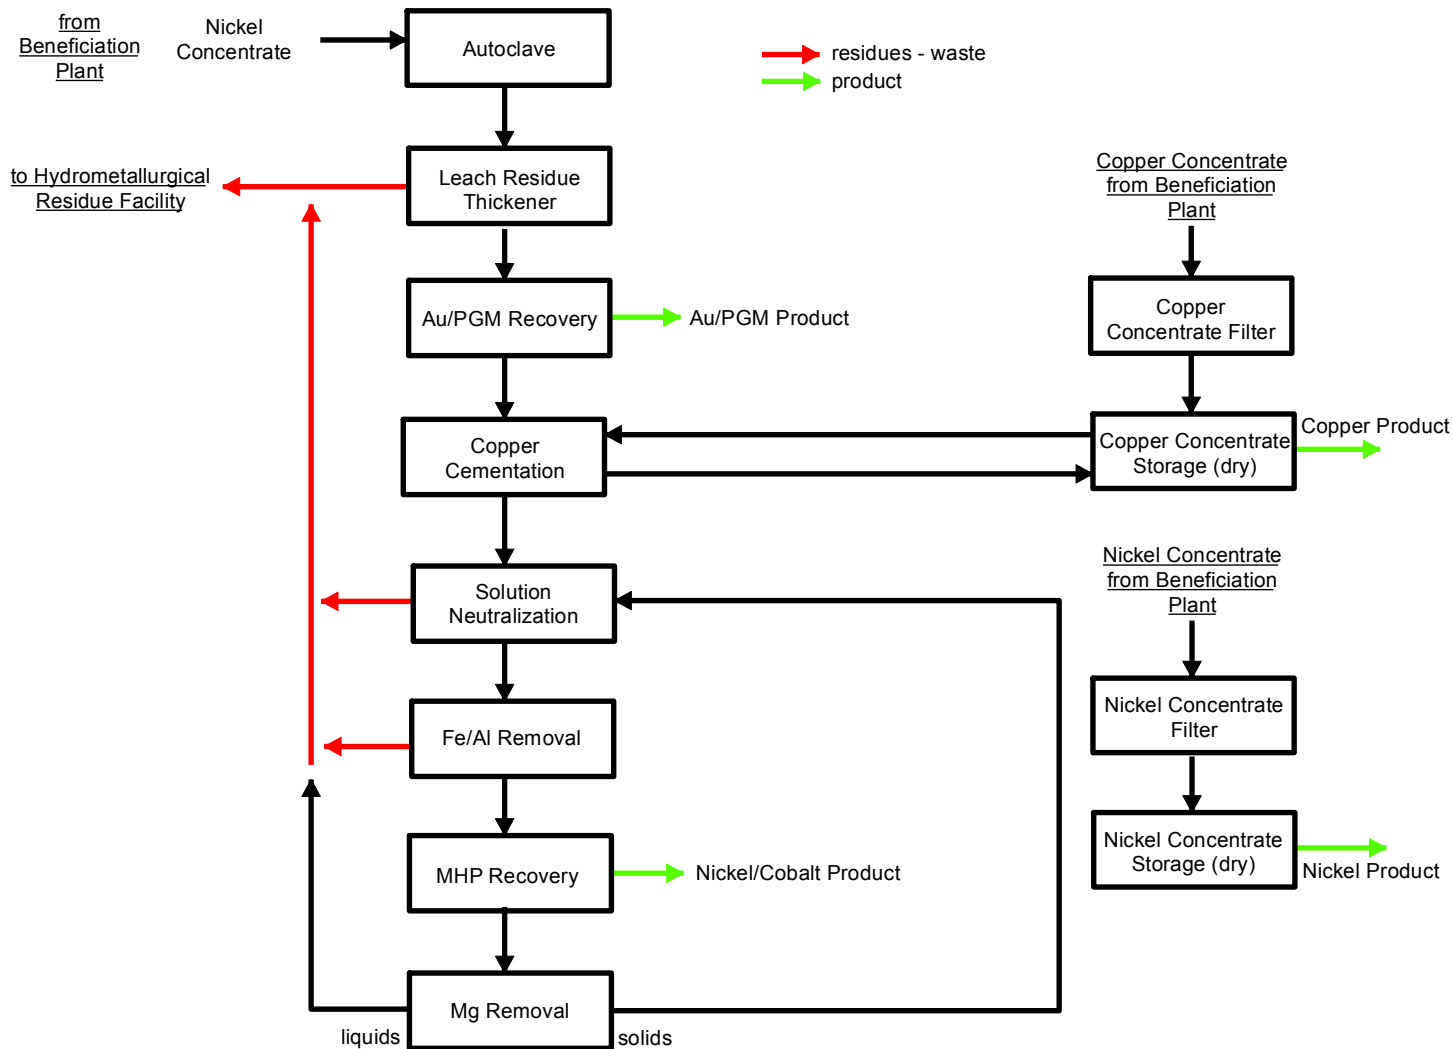 from
Beneficiation
Plant
Nickel
Concentrate
Autoclave
residues - waste
product
to Hydrometallurgical
Residue Facility
Leach Residue
Thickener
Copper Concentrate
from Beneficiation
Plant
Au/PGM Recovery
Au/PGM Product
Copper
Concentrate Filter
Copper
Cementation
Copper Concentrate
Storage (dry)
Copper Product
Solution
Neutralization
Nickel Concentrate
from Beneficiation
Plant
Fe/Al Removal
Nickel Concentrate
Filter
MHP Recovery
Nickel/Cobalt Product
Nickel Concentrate
Storage (dry)
Nickel Product
Mg Removal
liquids
solids